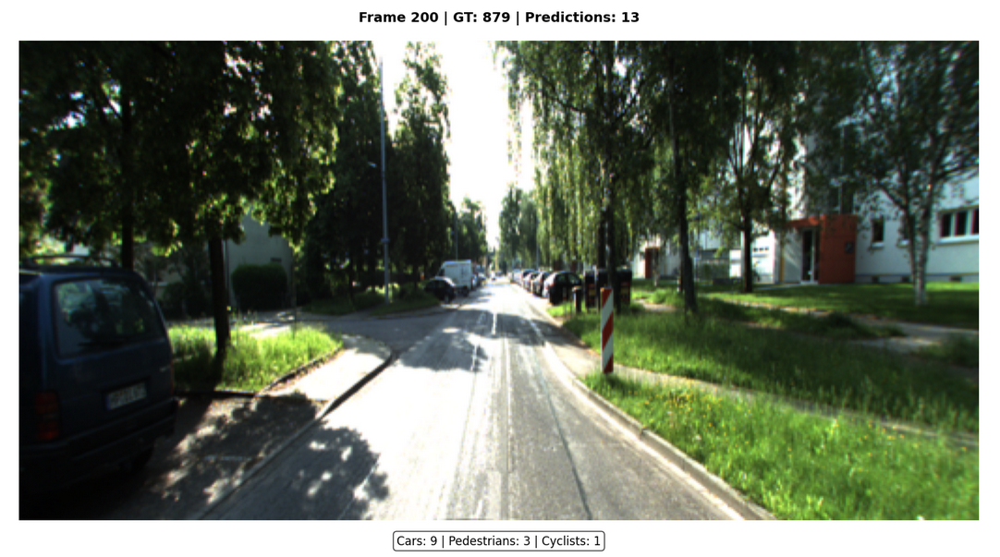 Frame 200 | GT: 879 | Predictions: 13
Cars: 9 | Pedestrians: 3 | Cyclists: 1